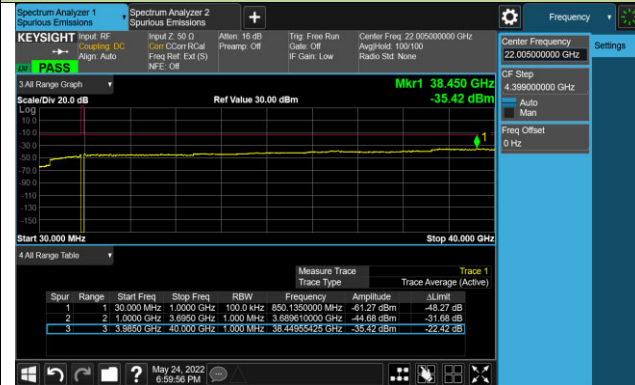 Spectrum Analyzer 1
Spurious Emissions
Spectrum Analyzer 2
Spurious Emissions
Frequency
KEYSIGHT
Input: RF
Coupling: DC
Align: Auto
Input Z: 50 Ω
Corr CCorr RCal
Freq Ref: Ext (S)
NFE: Off
Atten: 16 dB
Preamp: Off
Trig: Free Run
Gate: Off
IF Gain: Low
Center Freq: 22.005000000 GHz
Avg|Hold: 100/100
Radio Std: None
PASS
Center Frequency
22.005000000 GHz
Settings
CF Step
4.399000000 GHz
Auto
Man
Freq Offset
0 Hz
3 All Range Graph
Mkr1 38.450 GHz
-35.42 dBm
Scale/Div 20.0 dB
Ref Value 30.00 dBm
Log
10.0
-10.0
-30.0
-50.0
-70.0
-90.0
-110
-130
-150
1
Start 30.000 MHz
Stop 40.000 GHz
4 All Range Table
Measure Trace Trace 1
Trace Type Trace Average (Active)
Spur Range Start Freq Stop Freq RBW Frequency Amplitude ΔLimit
1 1 30.000 MHz 1.0000 GHz 100.0 kHz 850.1350000 MHz -61.27 dBm -48.27 dB
2 2 1.0000 GHz 3.6950 GHz 1.000 MHz 3.689610000 GHz -44.68 dBm -31.68 dB
3 3 3.9850 GHz 40.000 GHz 1.000 MHz 38.44955425 GHz -35.42 dBm -22.42 dB
May 24, 2022
6:59:56 PM